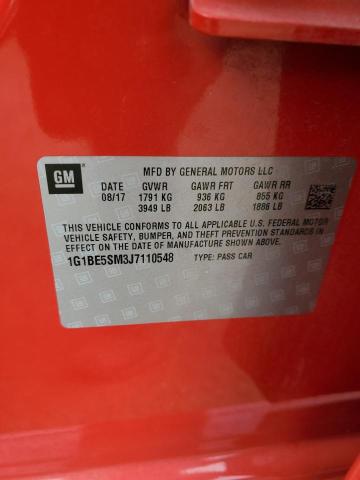 GM
MFD BY GENERAL MOTORS LLC
DATE GVWR GAWR FRT GAWR RR
08/17 1791 KG 936 KG 855 KG
3949 LB 2063 LB 1886 LB
THIS VEHICLE CONFORMS TO ALL APPLICABLE U.S. FEDERAL MOTOR
VEHICLE SAFETY, BUMPER, AND THEFT PREVENTION STANDARDS IN
EFFECT ON THE DATE OF MANUFACTURE SHOWN ABOVE.
1G1BE5SM3J7110548 TYPE: PASS CAR